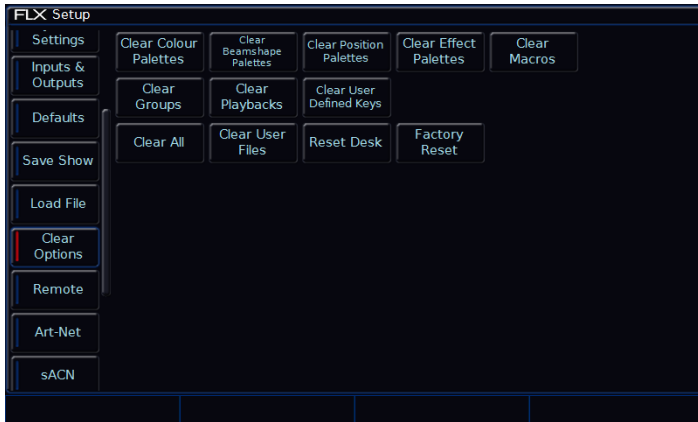 FLX Setup
Settings
Inputs &
Outputs
Defaults
Save Show
Load File
Clear
Options
Remote
Art-Net
sACN
Clear Colour
Palettes
Clear
Beamshape
Palettes
Clear Position
Palettes
Clear Effect
Palettes
Clear
Macros
Clear
Groups
Clear
Playbacks
Clear User
Defined Keys
Clear All
Clear User
Files
Reset Desk
Factory
Reset